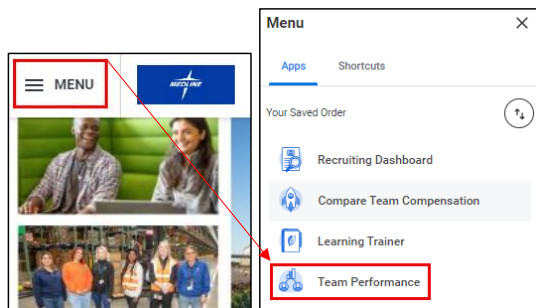 MENU
MEDLINE
Menu
Apps Shortcuts
Your Saved Order
Recruiting Dashboard
Compare Team Compensation
Learning Trainer
Team Performance